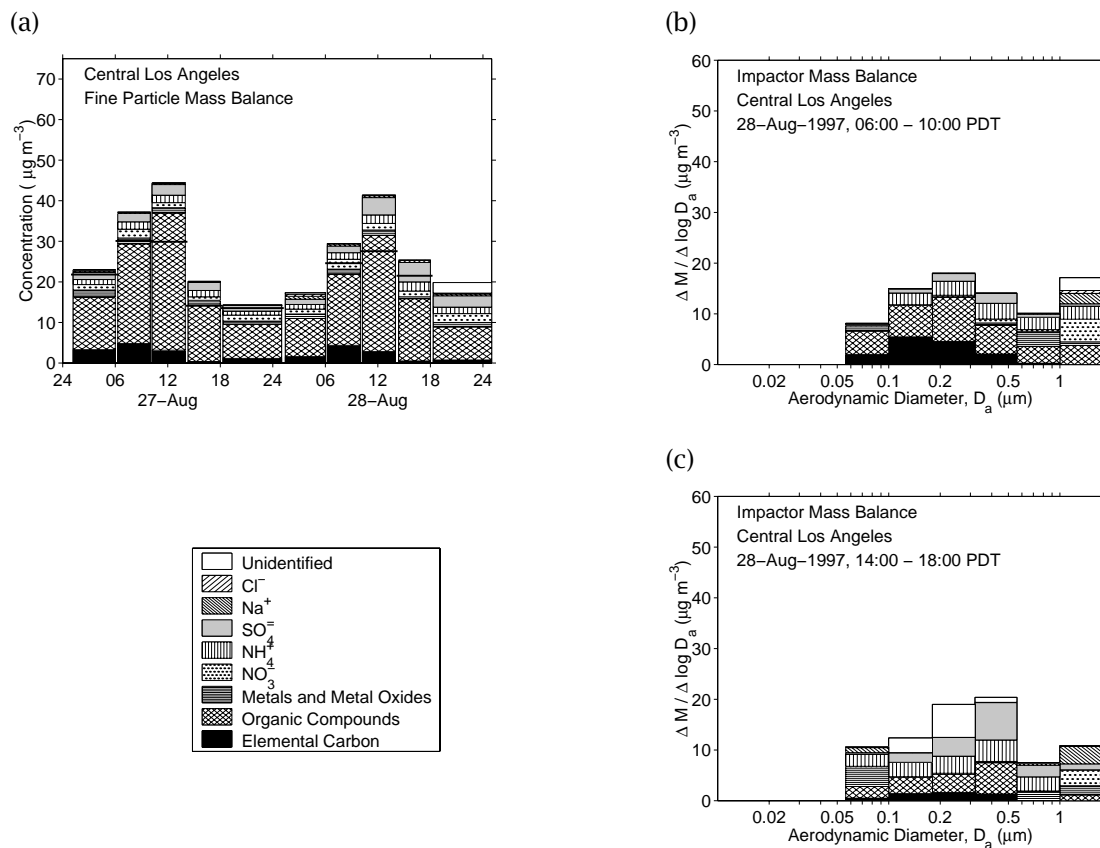 (a)
Central Los Angeles
Fine Particle Mass Balance
Concentration ( μg m−3)
70
60
50
40
30
20
10
0
24 06 12 18 24 06 12 18 24
27−Aug 28−Aug
(b)
Impactor Mass Balance
Central Los Angeles
28−Aug−1997, 06:00 − 10:00 PDT
Δ M / Δ log Da (μg m−3)
60
50
40
30
20
10
0
0.02 0.05 0.1 0.2 0.5 1
Aerodynamic Diameter, Da (μm)
Unidentified
Cl−
Na+
SO4=
NH4+
NO3−
Metals and Metal Oxides
Organic Compounds
Elemental Carbon
(c)
Impactor Mass Balance
Central Los Angeles
28−Aug−1997, 14:00 − 18:00 PDT
Δ M / Δ log Da (μg m−3)
60
50
40
30
20
10
0
0.02 0.05 0.1 0.2 0.5 1
Aerodynamic Diameter, Da (μm)